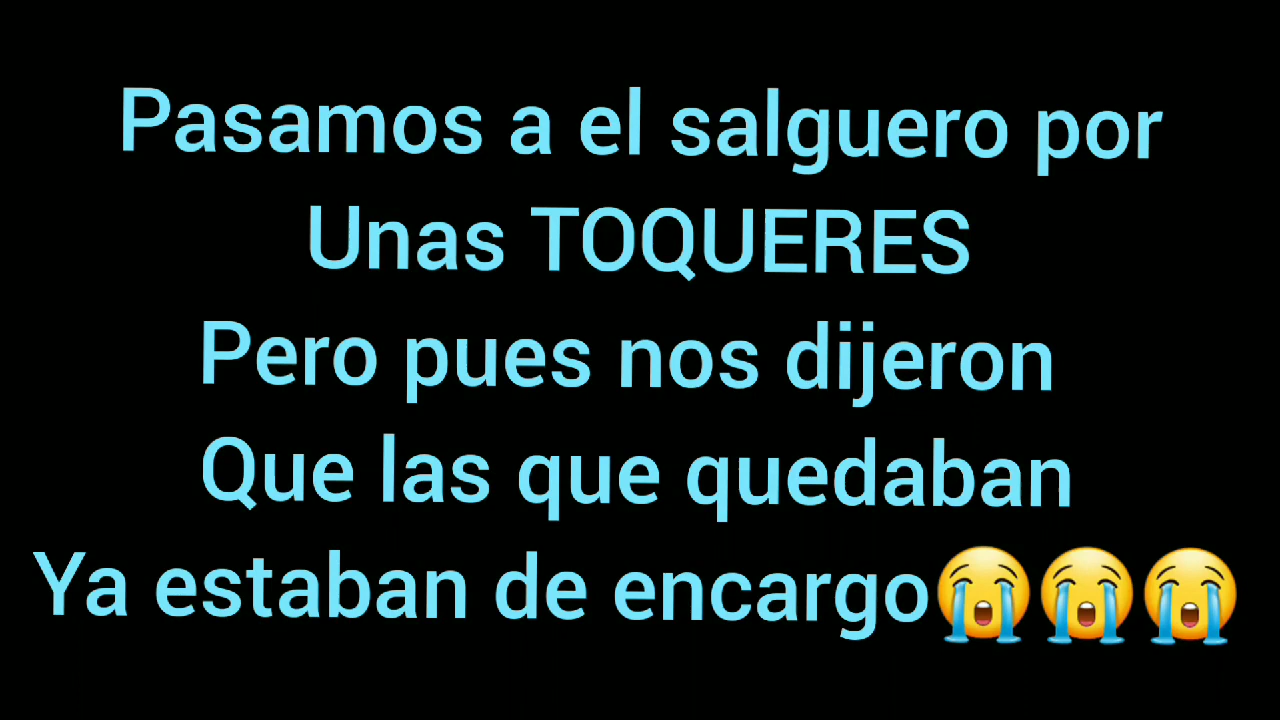 Pasamos a el salguero por
Unas TOQUERES
Pero pues nos dijeron
Que las que quedaban
Ya estaban de encargo😭😭😭